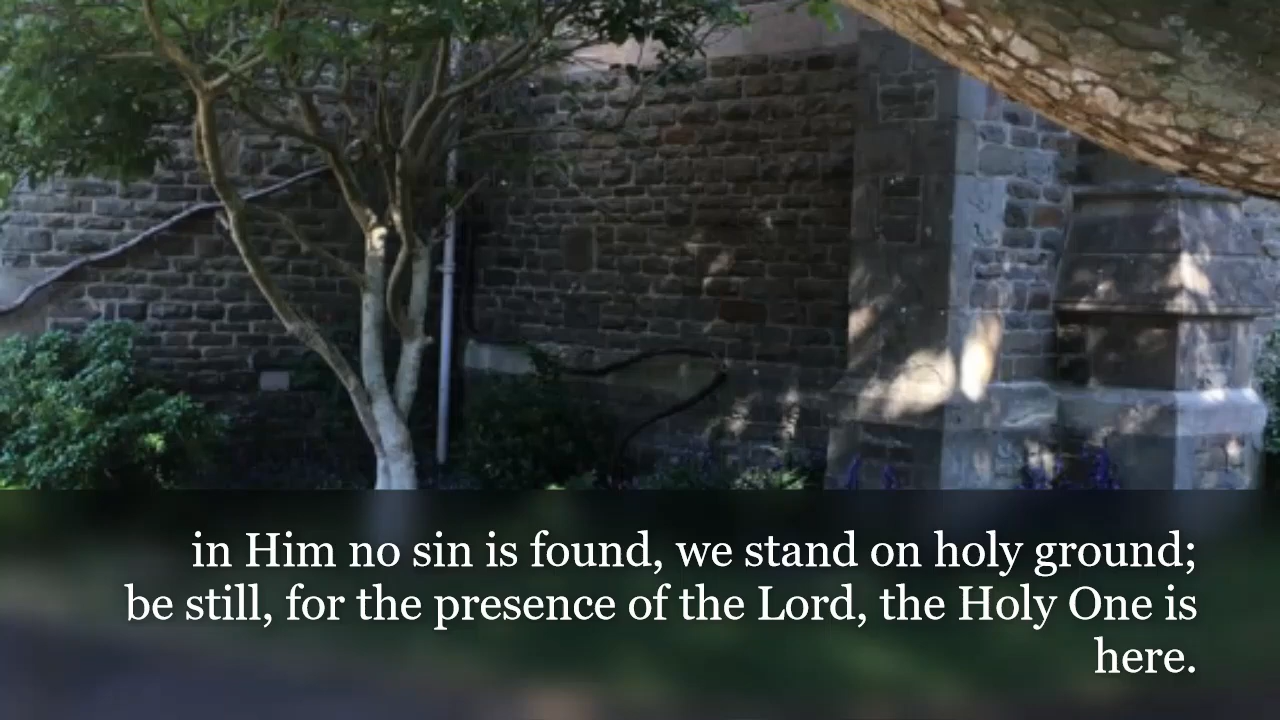 in Him no sin is found, we stand on holy ground;
be still, for the presence of the Lord, the Holy One is
here.